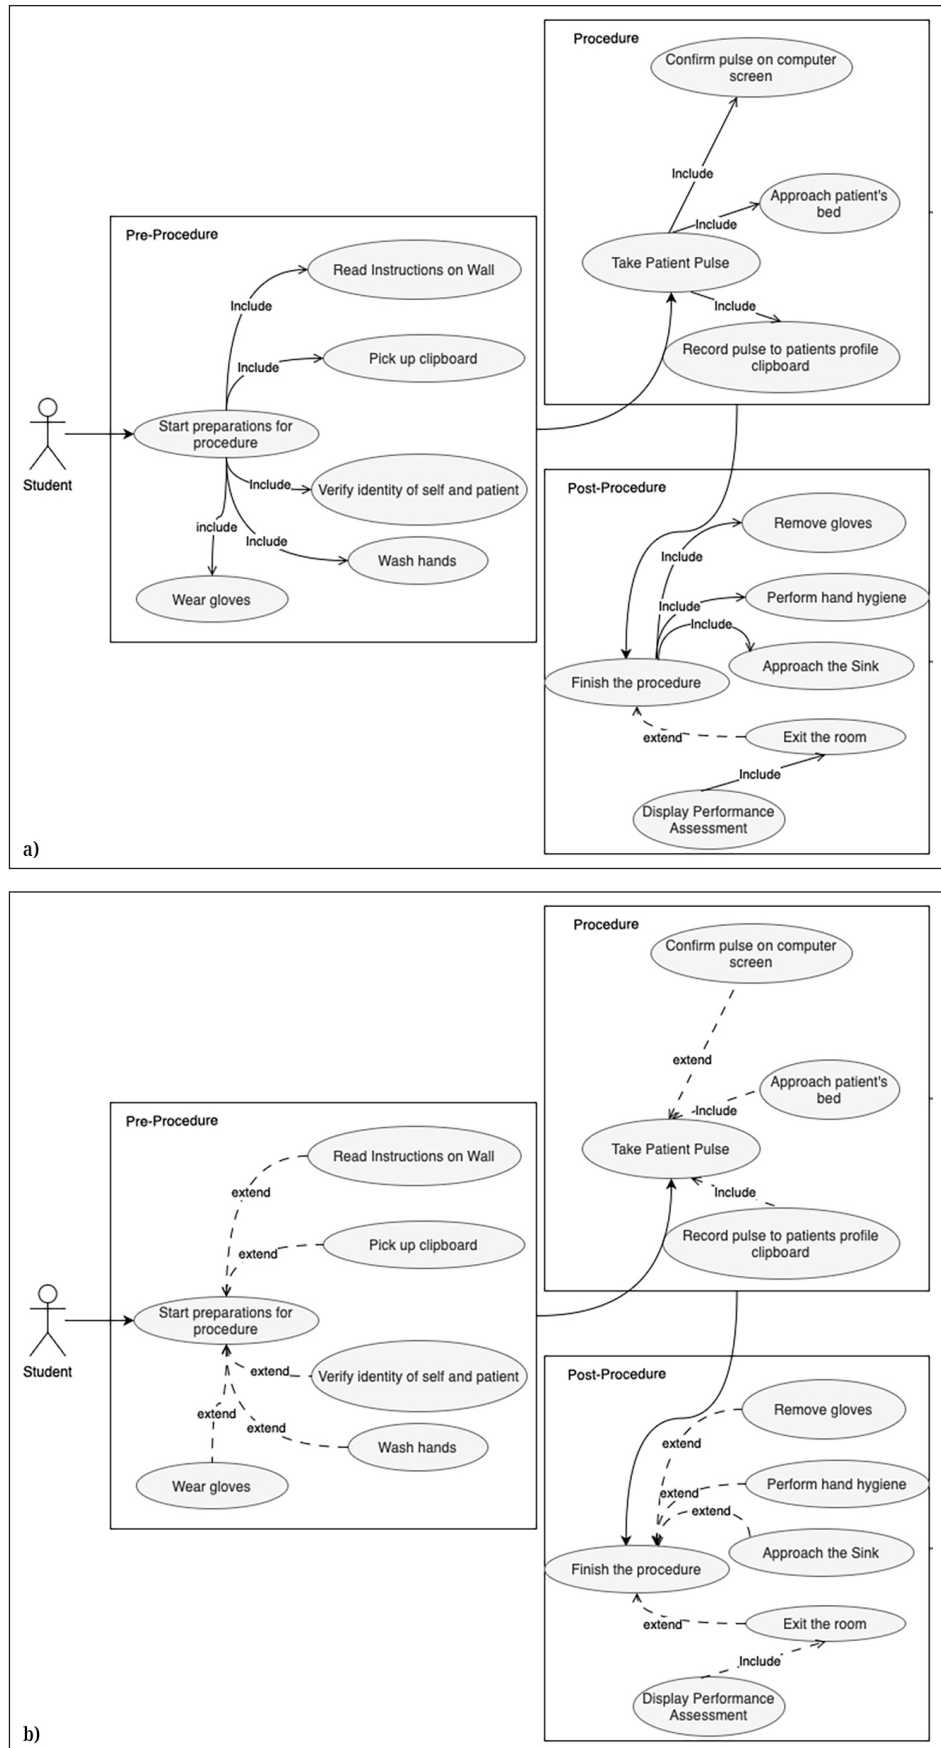 Procedure
Confirm pulse on computer
screen
Include
Approach patient's
bed
Include
Take Patient Pulse
Include
Record pulse to patients profile
clipboard
Pre-Procedure
Read Instructions on Wall
Include
Pick up clipboard
Include
Start preparations for
procedure
Student
Include
Verify identity of self and patient
include
Include
Wash hands
Wear gloves
Post-Procedure
Remove gloves
Include
Perform hand hygiene
Include
Include
Approach the Sink
Finish the procedure
Exit the room
extend
Include
Display Performance
Assessment
a)
Procedure
Confirm pulse on computer
screen
extend
Approach patient's
bed
Include
Take Patient Pulse
Include
Record pulse to patients profile
clipboard
Pre-Procedure
Read Instructions on Wall
extend
Pick up clipboard
extend
Start preparations for
procedure
Student
extend
Verify identity of self and patient
extend
extend
Wash hands
Wear gloves
Post-Procedure
Remove gloves
extend
Perform hand hygiene
extend
extend
Approach the Sink
Finish the procedure
Exit the room
extend
Include
Display Performance
Assessment
b)